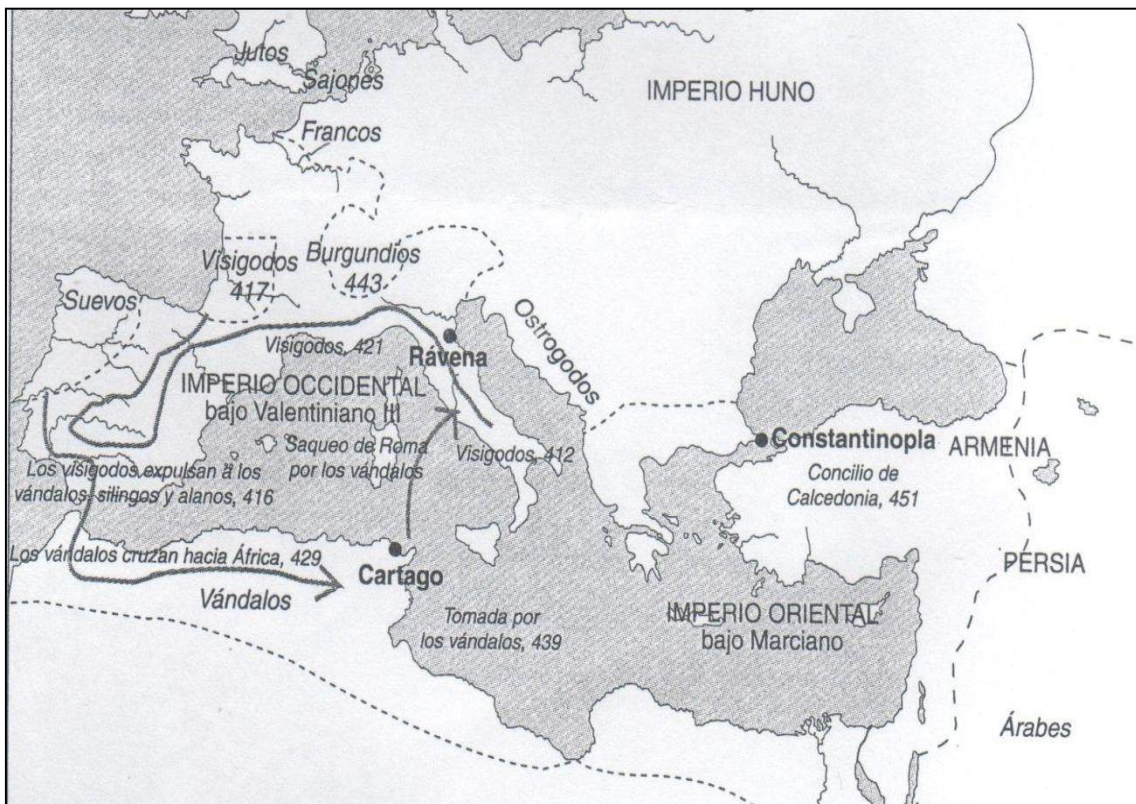 Jutos
Sajones
IMPERIO HUNO
Francos
Visigodos
417
Burgundios
443
Suevos
Ostrogodos
Visigodos, 421
Rávena
IMPERIO OCCIDENTAL
bajo Valentiniano III
Saqueo de Roma
por los vándalos
Visigodos, 412
Constantinopla
Concilio de
Calcedonia, 451
ARMENIA
Los visigodos expulsan a los
vándalos silingos y alanos, 416
Los vándalos cruzan hacia África, 429
Cartago
Vándalos
Tomada por
los vándalos, 439
IMPERIO ORIENTAL
bajo Marciano
PERSIA
Árabes